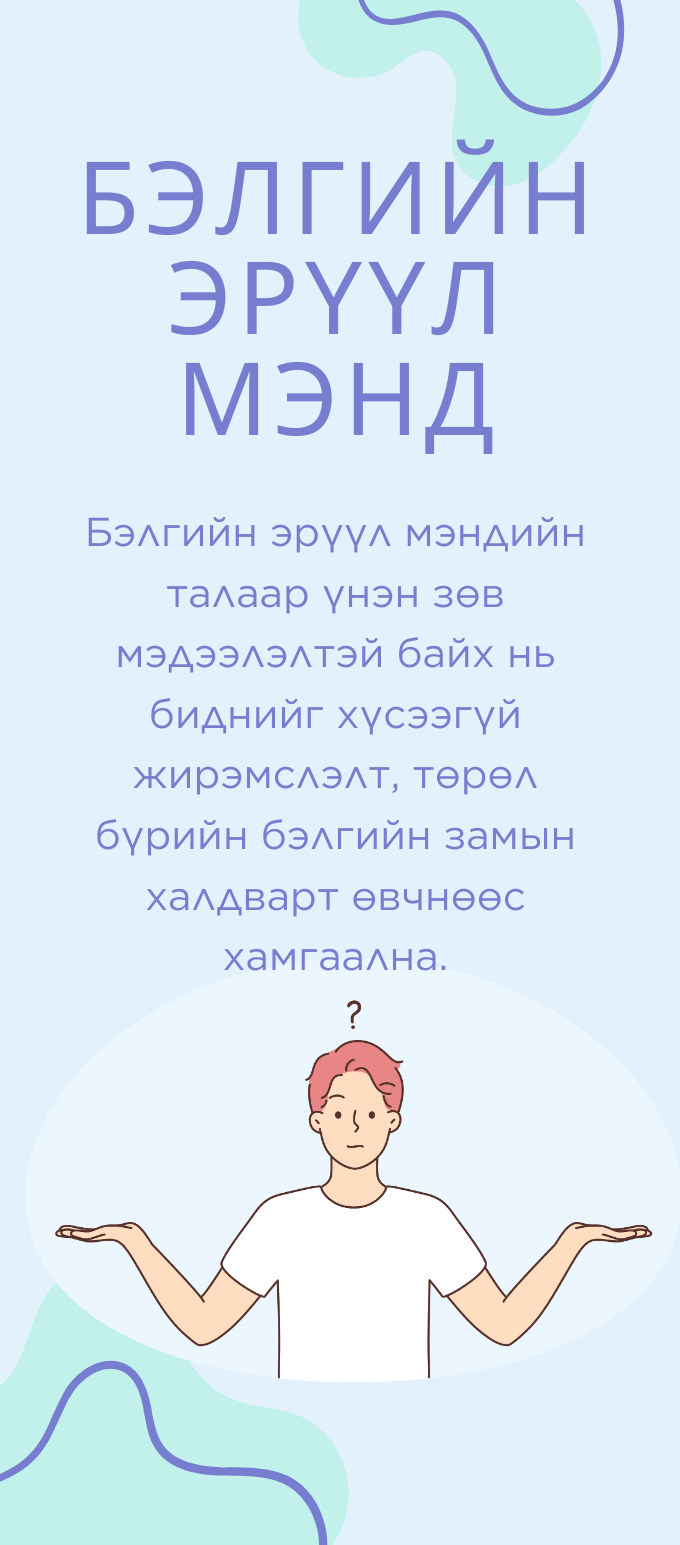 БЭЛГИЙН
ЭРҮҮЛ
МЭНД
Бэлгийн эрүүл мэндийн
талаар үнэн зөв
мэдээлэлтэй байх нь
биднийг хүсээгүй
жирэмслэлт, төрөл
бүрийн бэлгийн замын
халдварт өвчнөөс
хамгаална.
?